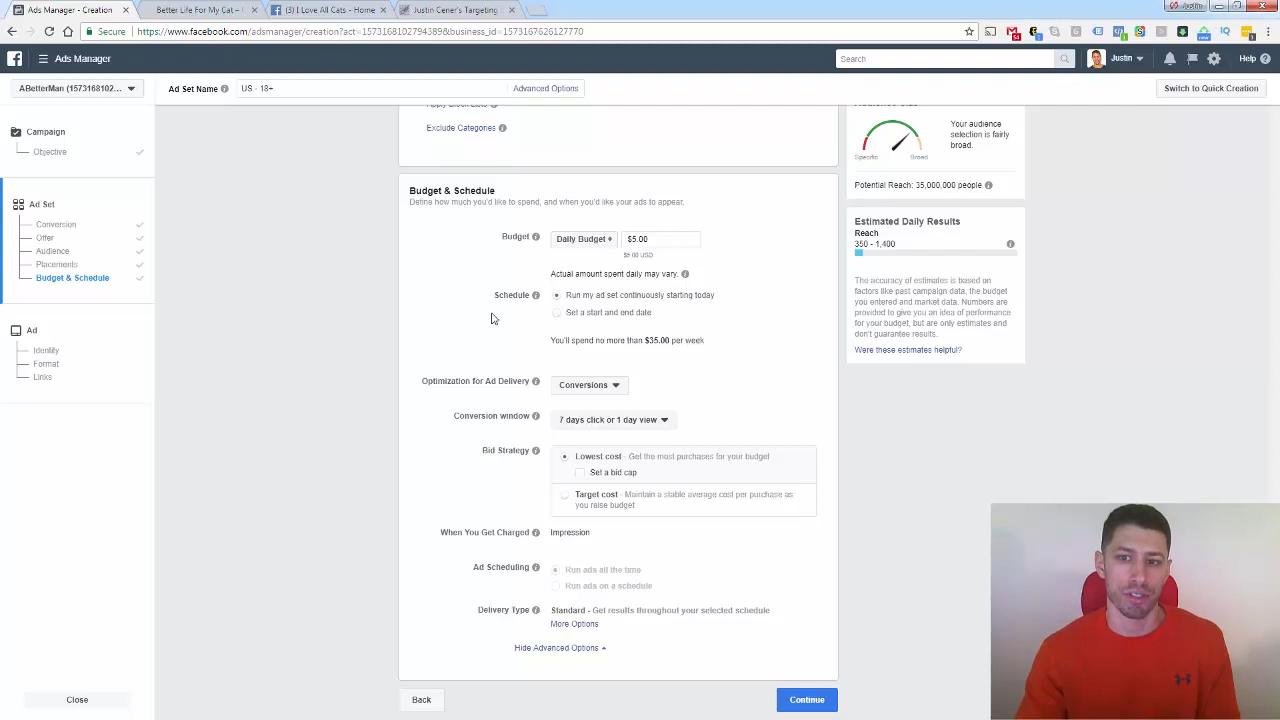 Ads Manager - Creation
Better Life For My Cat –
(3) I Love All Cats - Home
Justin Cener's Targeting
Justin
Secure
https://www.facebook.com/adsmanager/creation?act=1573168102794389&business_id=1573167626127770
Ads Manager
Search
Justin
Help
ABetterMan (1573168102...
Ad Set Name
US - 18+
Advanced Options
Switch to Quick Creation
Campaign
Objective
Ad Set
Conversion
Offer
Audience
Placements
Budget & Schedule
Ad
Identity
Format
Links
Close
Exclude Categories
Budget & Schedule
Define how much you'd like to spend, and when you'd like your ads to appear.
Budget
Daily Budget
$5.00
$5.00 USD
Actual amount spent daily may vary.
Schedule
Run my ad set continuously starting today
Set a start and end date
You'll spend no more than $35.00 per week
Optimization for Ad Delivery
Conversions
Conversion window
7 days click or 1 day view
Bid Strategy
Lowest cost - Get the most purchases for your budget
Set a bid cap
Target cost - Maintain a stable average cost per purchase as
you raise budget
When You Get Charged
Impression
Ad Scheduling
Run ads all the time
Run ads on a schedule
Delivery Type
Standard - Get results throughout your selected schedule
More Options
Hide Advanced Options
Back
Continue
Your audience
selection is fairly
broad.
Specific
Broad
Potential Reach: 35,000,000 people
Estimated Daily Results
Reach
350 - 1,400
The accuracy of estimates is based on
factors like past campaign data, the budget
you entered and market data. Numbers are
provided to give you an idea of performance
for your budget, but are only estimates and
don't guarantee results.
Were these estimates helpful?